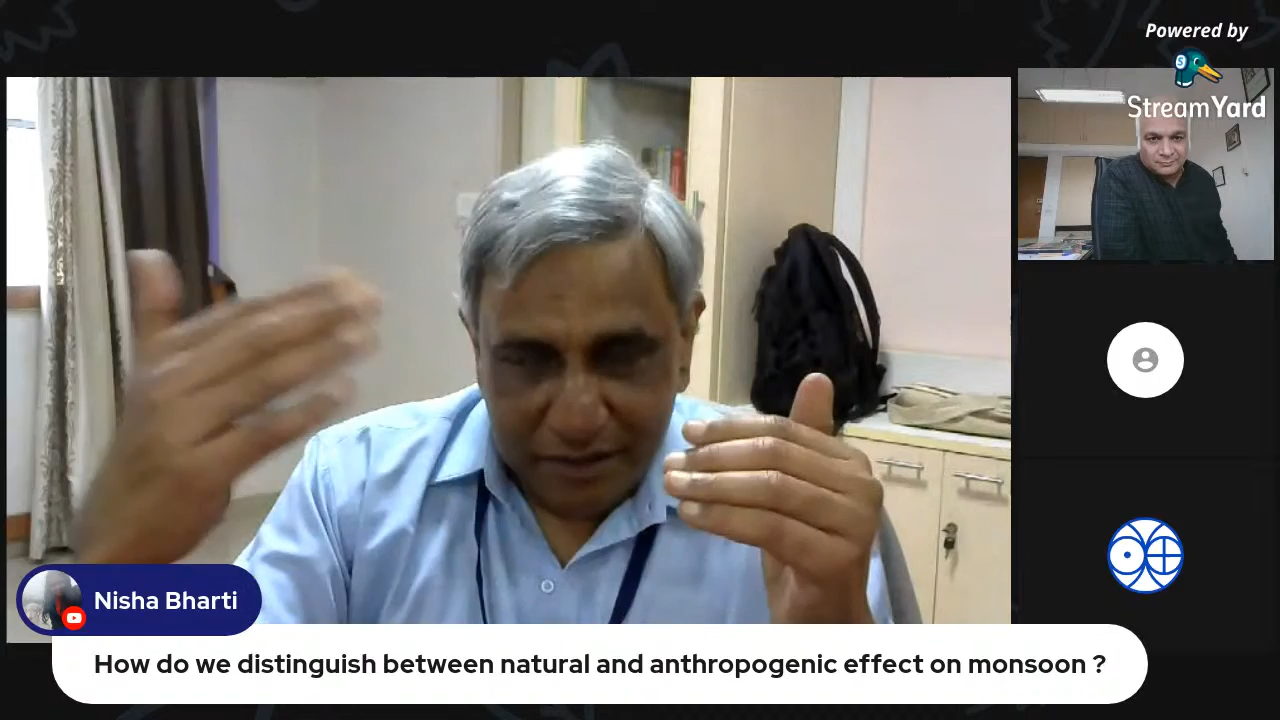 Powered by
StreamYard
Nisha Bharti
How do we distinguish between natural and anthropogenic effect on monsoon ?